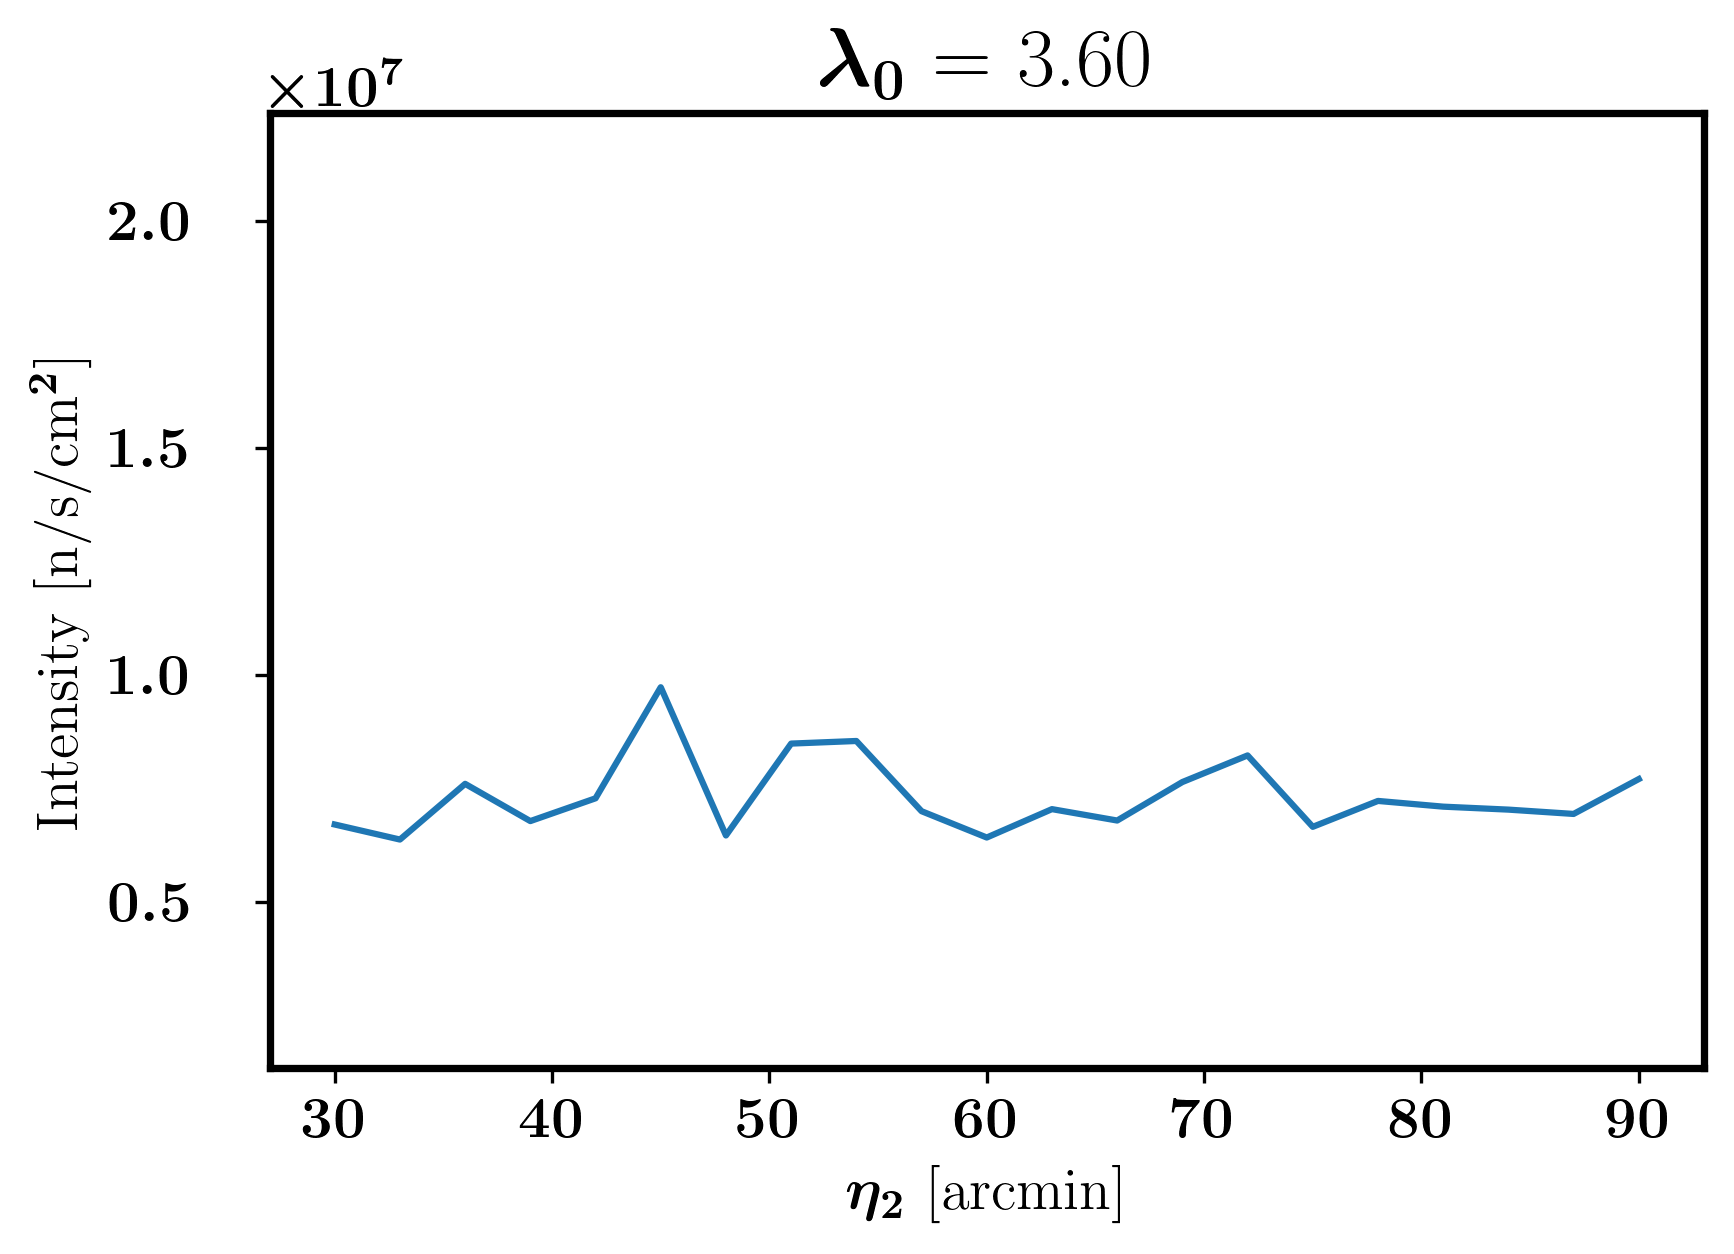 λ₀ = 3.60
×10⁷
2.0
1.5
1.0
0.5
Intensity [n/s/cm²]
30 40 50 60 70 80 90
η₂ [arcmin]